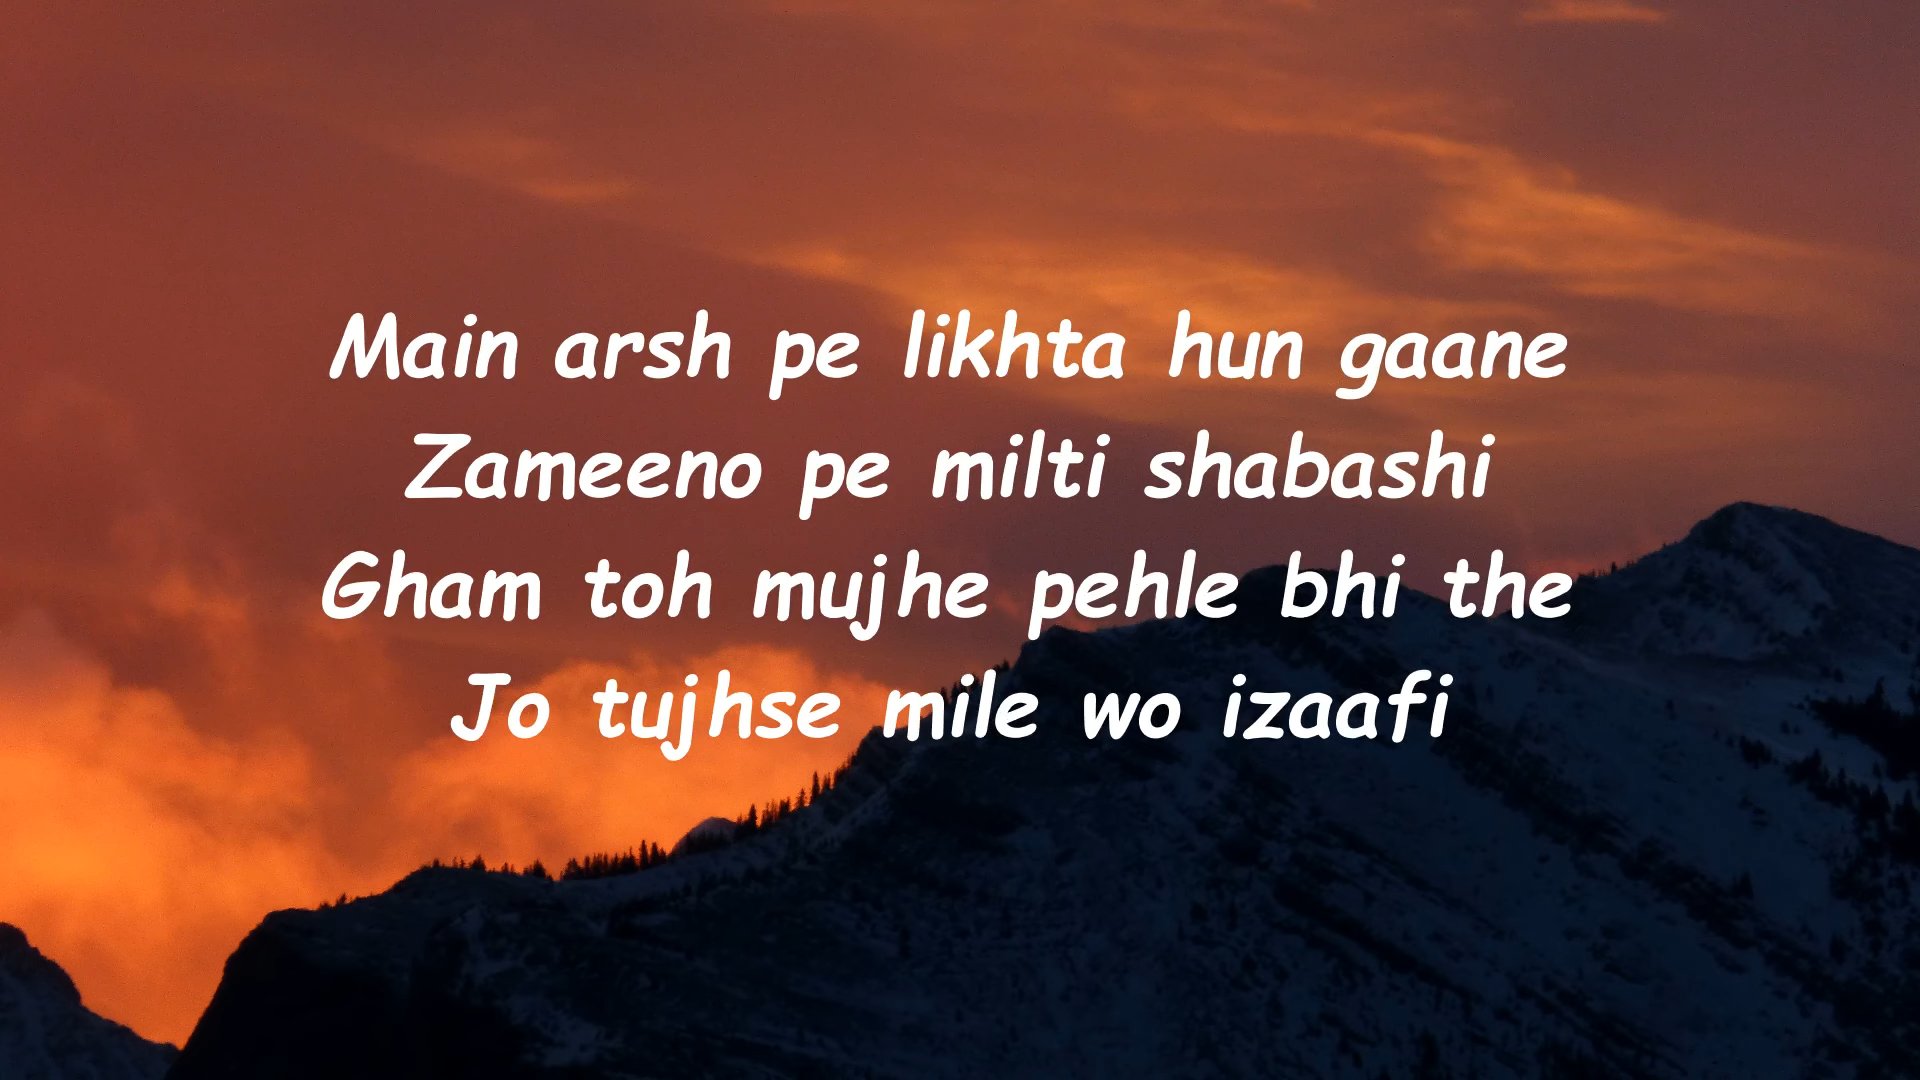 Main arsh pe likhta hun gaane
Zameeno pe milti shabashi
Gham toh mujhe pehle bhi the
Jo tujhse mile wo izaafi